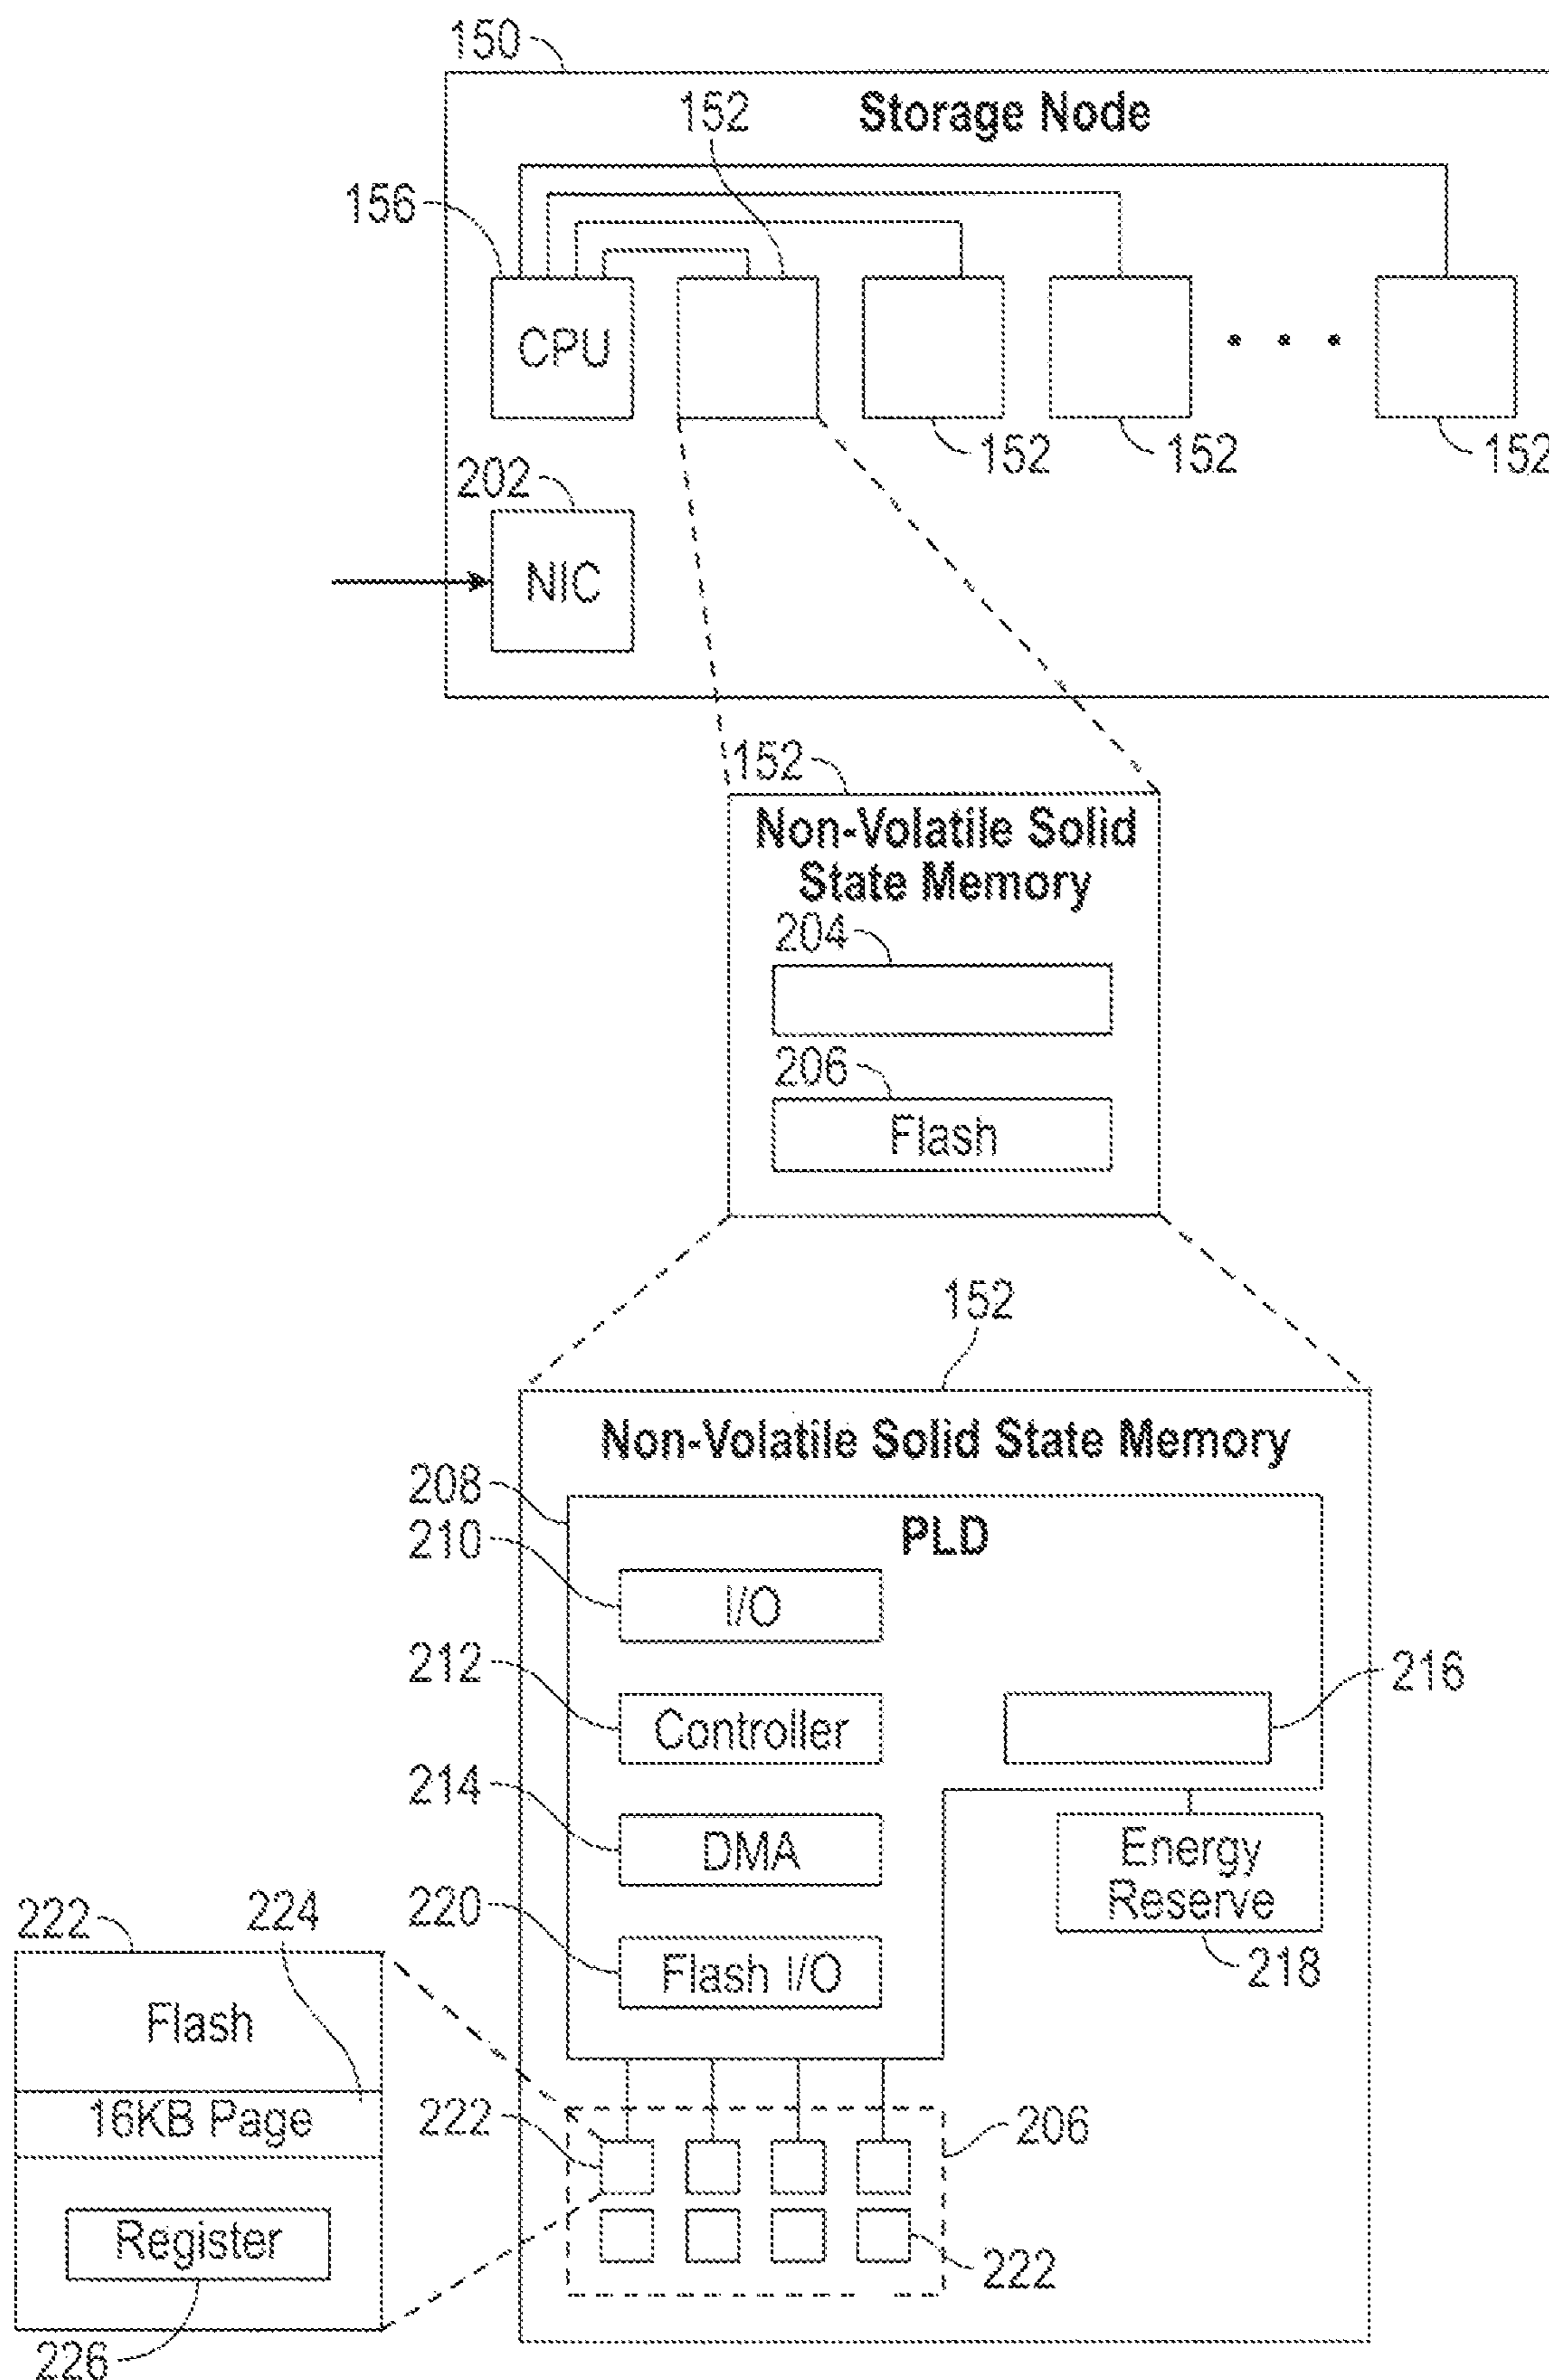 150
Storage Node
152
156
CPU
152
152
152
202
NIC
152
Non-Volatile Solid
State Memory
204
206
Flash
152
Non-Volatile Solid State Memory
208
PLD
210
I/O
212
Controller
216
214
DMA
Energy
Reserve
218
220
Flash I/O
222
224
Flash
16KB Page
Register
226
222
206
222